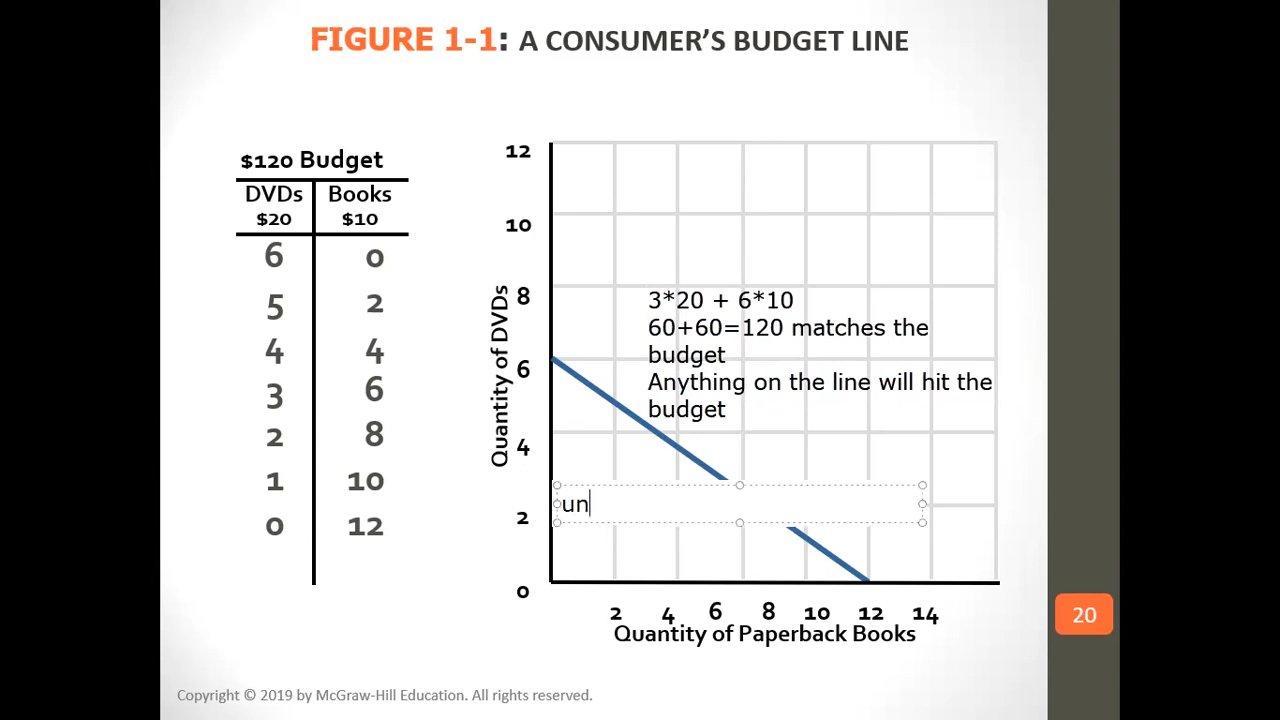 FIGURE 1-1: A CONSUMER’S BUDGET LINE
$120 Budget
DVDs Books
$20 $10
6 0
5 2
4 4
3 6
2 8
1 10
0 12
Quantity of DVDs
12
10
8
6
4
2
0
3*20 + 6*10
60+60=120 matches the
budget
Anything on the line will hit the
budget
un
2 4 6 8 10 12 14
Quantity of Paperback Books
20
Copyright © 2019 by McGraw-Hill Education. All rights reserved.